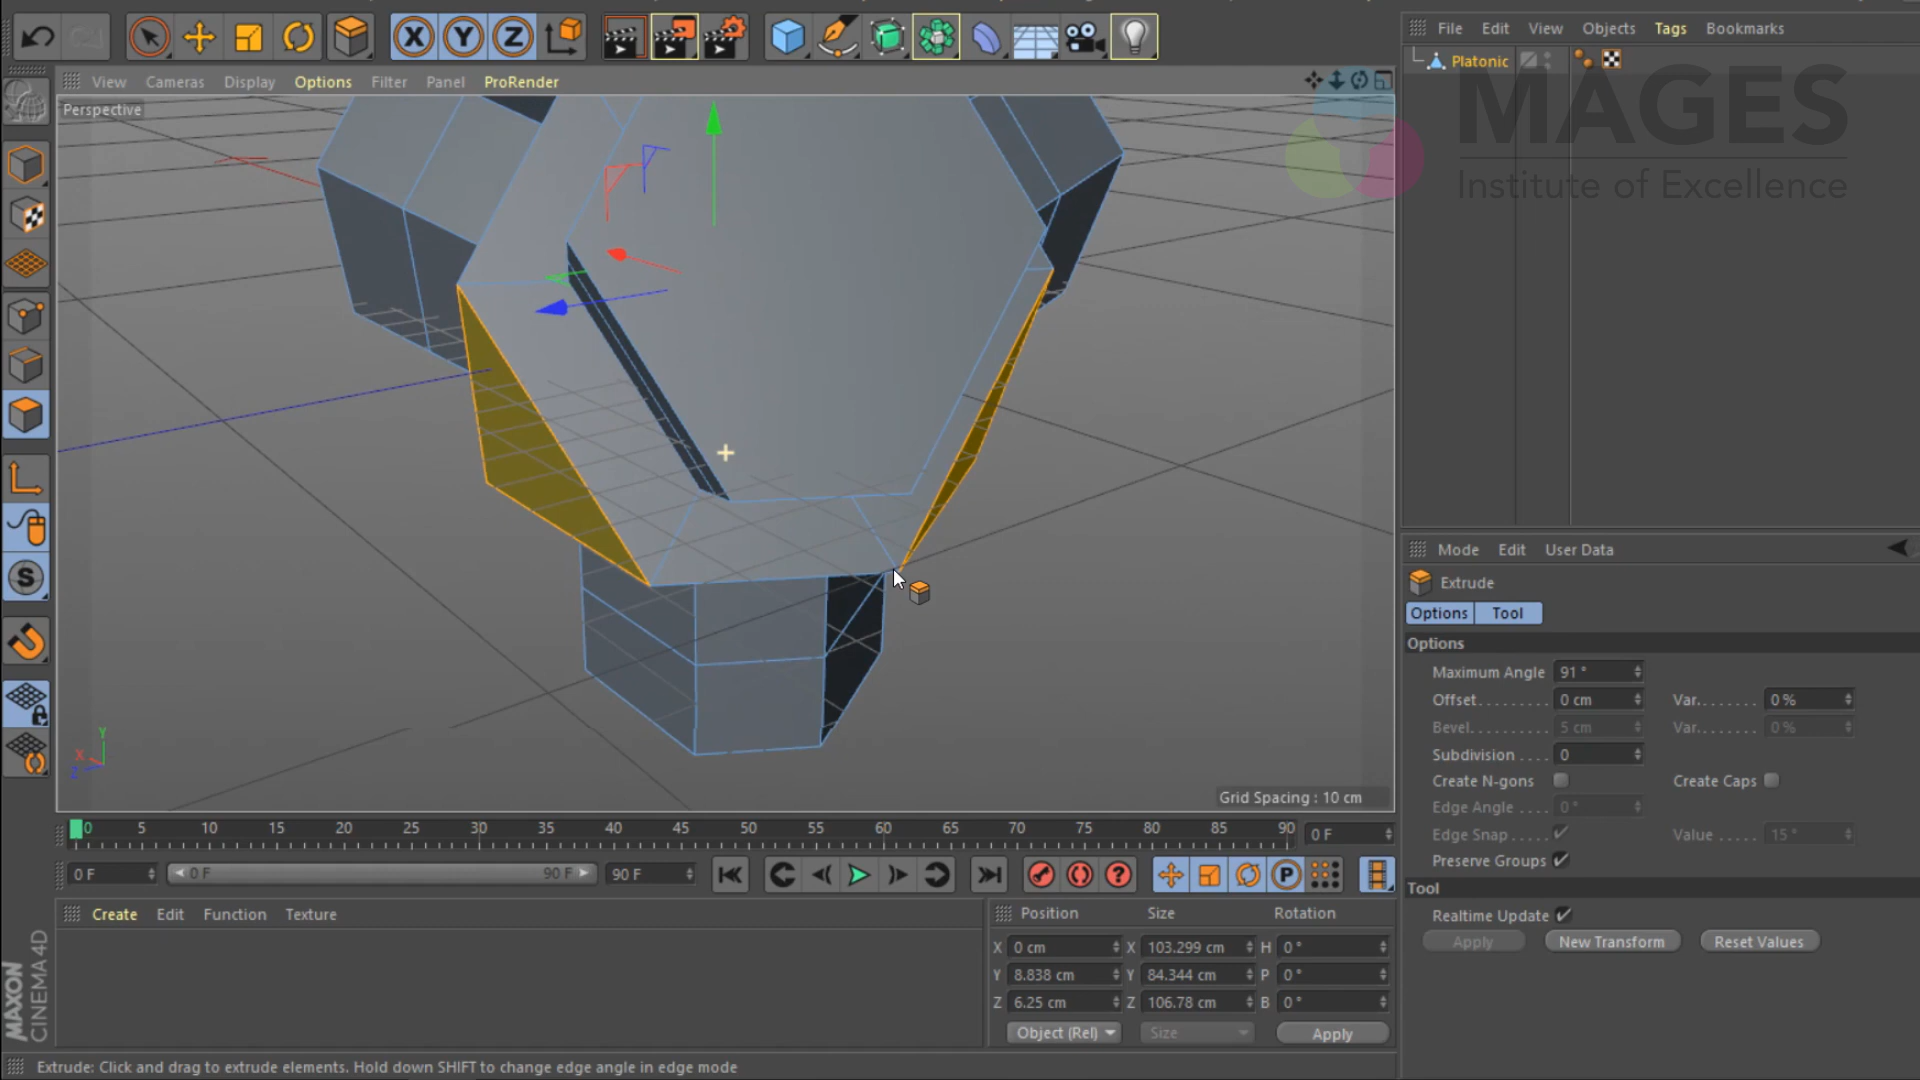 File Edit View Objects Tags Bookmarks
View Cameras Display Options Filter Panel ProRender
Platonic
MAGES
Institute of Excellence
Perspective
Y
X
Z
Grid Spacing : 10 cm
Mode Edit User Data
Extrude
Options Tool
Options
Maximum Angle 91 °
Offset 0 cm Var. 0 %
Bevel 5 cm Var. 0 %
Subdivision 0
Create N-gons Create Caps
Edge Angle 0 °
Edge Snap Value 15 °
Preserve Groups
Tool
Realtime Update
Apply New Transform Reset Values
0 5 10 15 20 25 30 35 40 45 50 55 60 65 70 75 80 85 90 0 F
0 F 0 F 90 F 90 F
Create Edit Function Texture
Position Size Rotation
X 0 cm X 103.299 cm H 0 °
Y 8.838 cm Y 84.344 cm P 0 °
Z 6.25 cm Z 106.78 cm B 0 °
Object (Rel) Size Apply
MAXON
CINEMA 4D
Extrude: Click and drag to extrude elements. Hold down SHIFT to change edge angle in edge mode